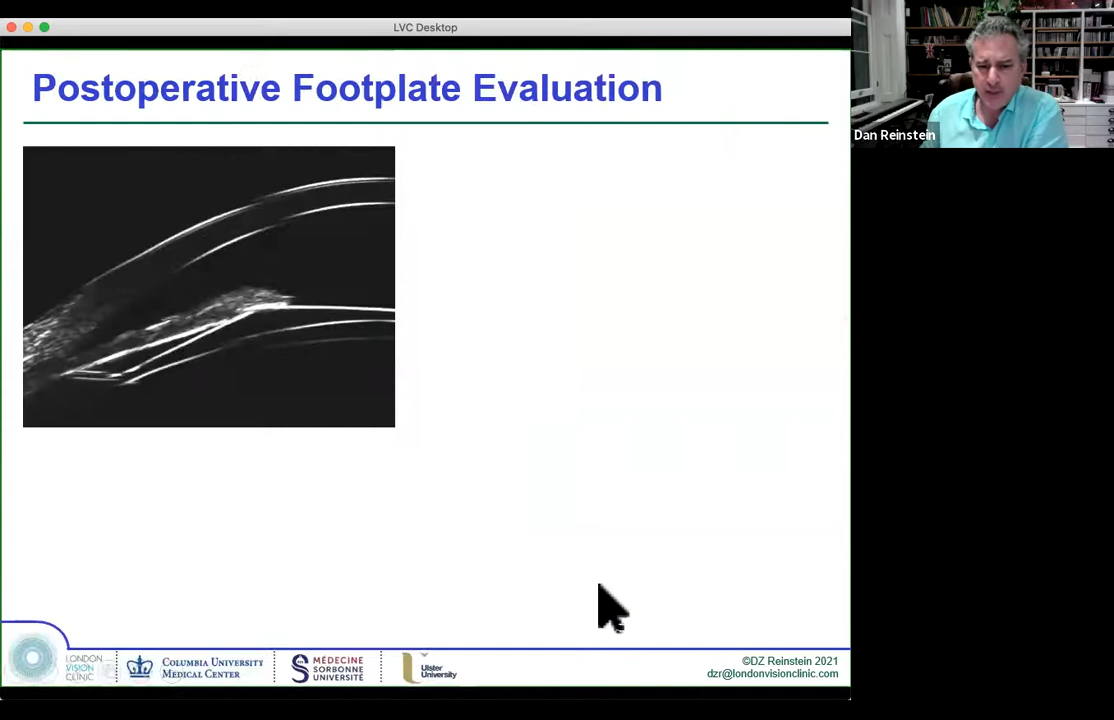 LVC Desktop
Postoperative Footplate Evaluation
Dan Reinstein
LONDON
VISION
CLINIC
COLUMBIA UNIVERSITY
MEDICAL CENTER
MÉDECINE
SORBONNE
UNIVERSITÉ
Ulster
University
©DZ Reinstein 2021
dzr@londonvisionclinic.com